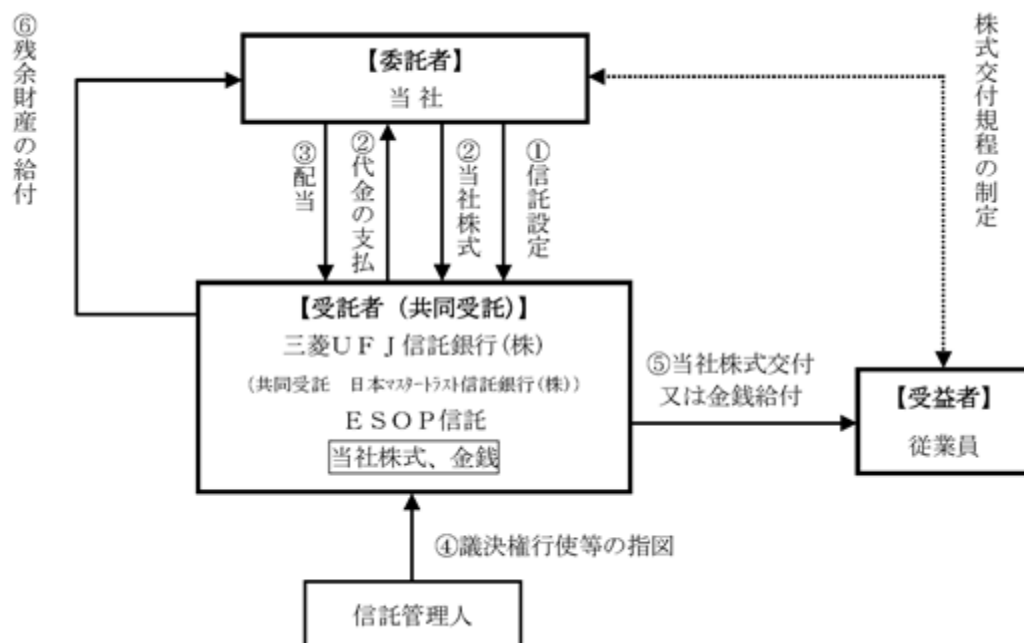 ⑥残余財産の給付
【委託者】
当 社
株式交付規程の制定
③配当
②代金の支払
②当社株式
①信託設定
【受託者（共同受託）】
三菱ＵＦＪ信託銀行(株)
(共同受託　日本ﾏｽﾀｰﾄﾗｽﾄ信託銀行(株))
ＥＳＯＰ信託
当社株式、金銭
⑤当社株式交付
又は金銭給付
【受益者】
従業員
④議決権行使等の指図
信託管理人